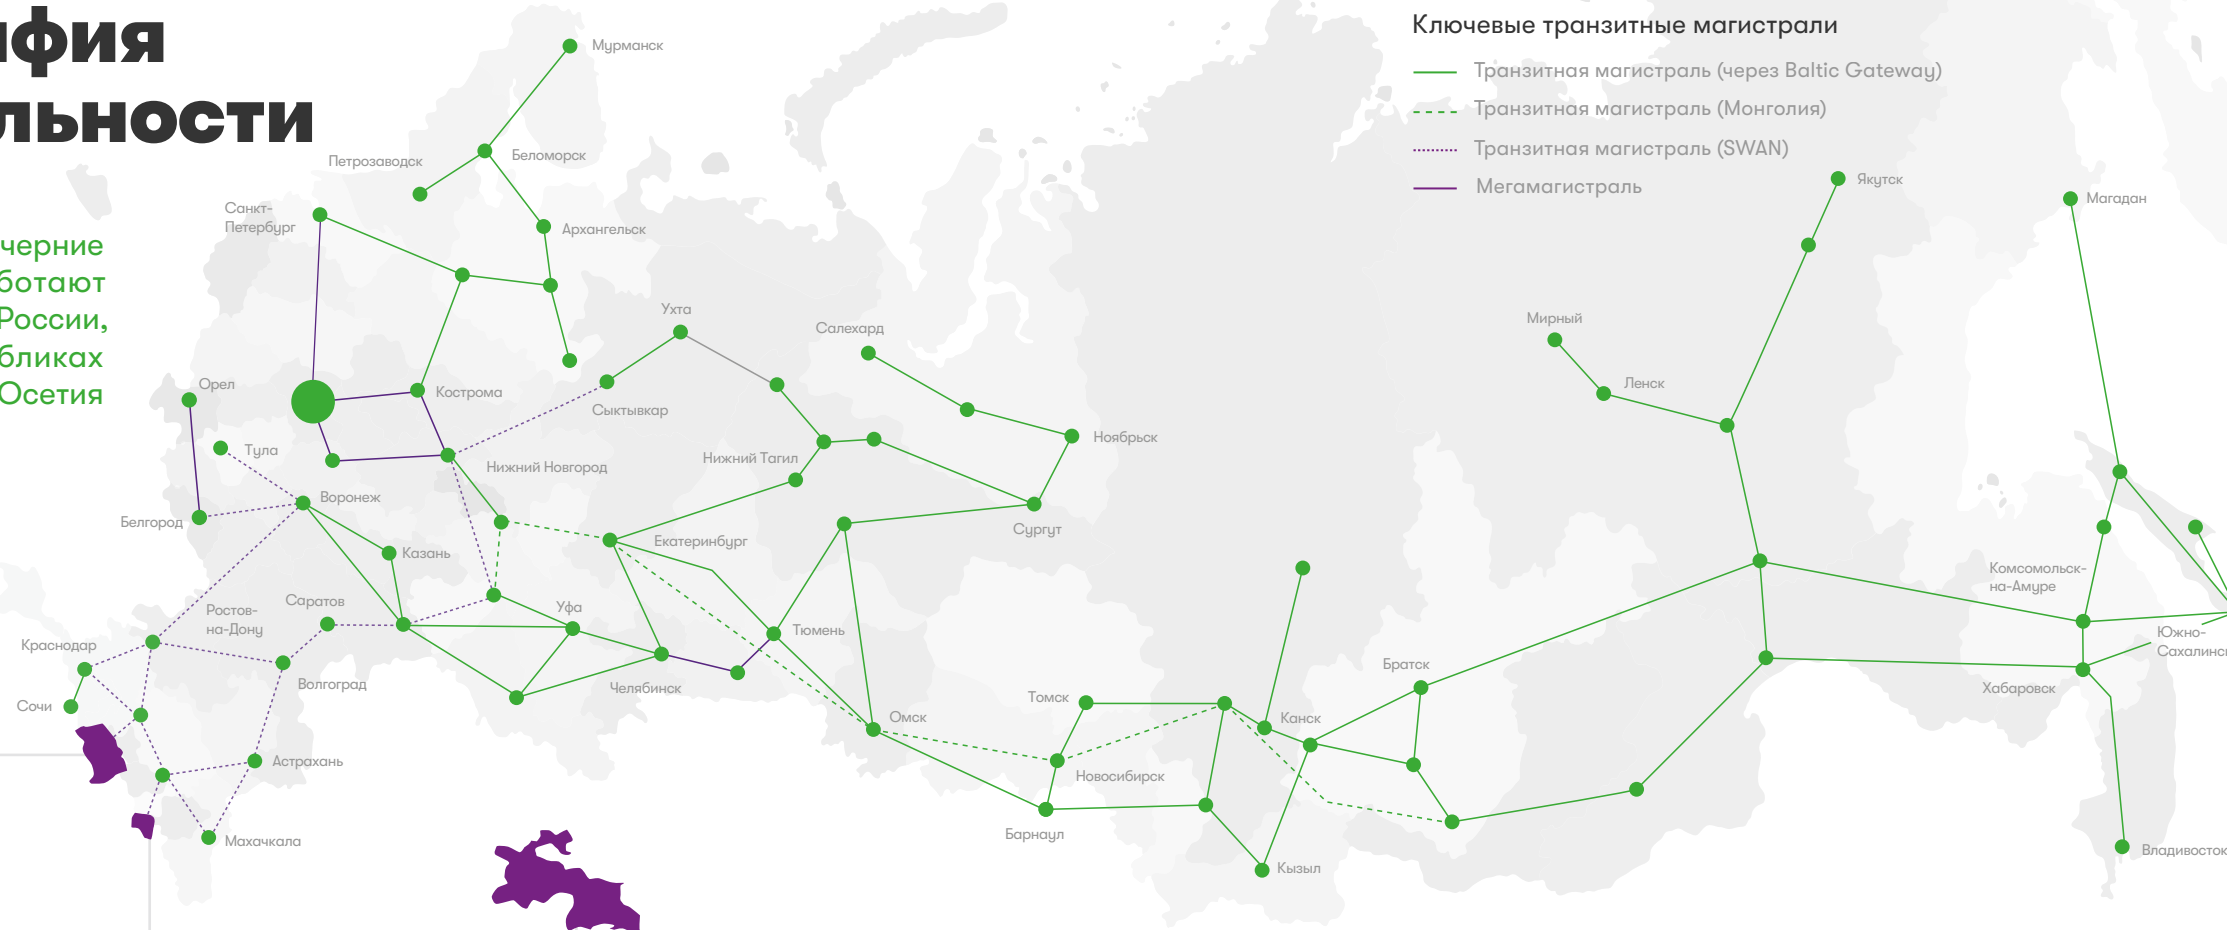 фия
льности
черние
ботают
России,
бликах
Осетия
Ключевые транзитные магистрали
Транзитная магистраль (через Baltic Gateway)
Транзитная магистраль (Монголия)
Транзитная магистраль (SWAN)
Мегамагистраль
Мурманск
Петрозаводск
Беломорск
Санкт-
Петербург
Архангельск
Якутск
Магадан
Ухта
Салехард
Мирный
Орел
Кострома
Сыктывкар
Ленск
Тула
Нижний Новгород
Нижний Тагил
Ноябрьск
Воронеж
Белгород
Казань
Екатеринбург
Сургут
Комсомольск-
на-Амуре
Ростов-
на-Дону
Саратов
Уфа
Тюмень
Краснодар
Южно-
Сахалинс
Волгоград
Челябинск
Братск
Хабаровск
Сочи
Томск
Омск
Канск
Астрахань
Новосибирск
Махачкала
Барнаул
Кызыл
Владивосток